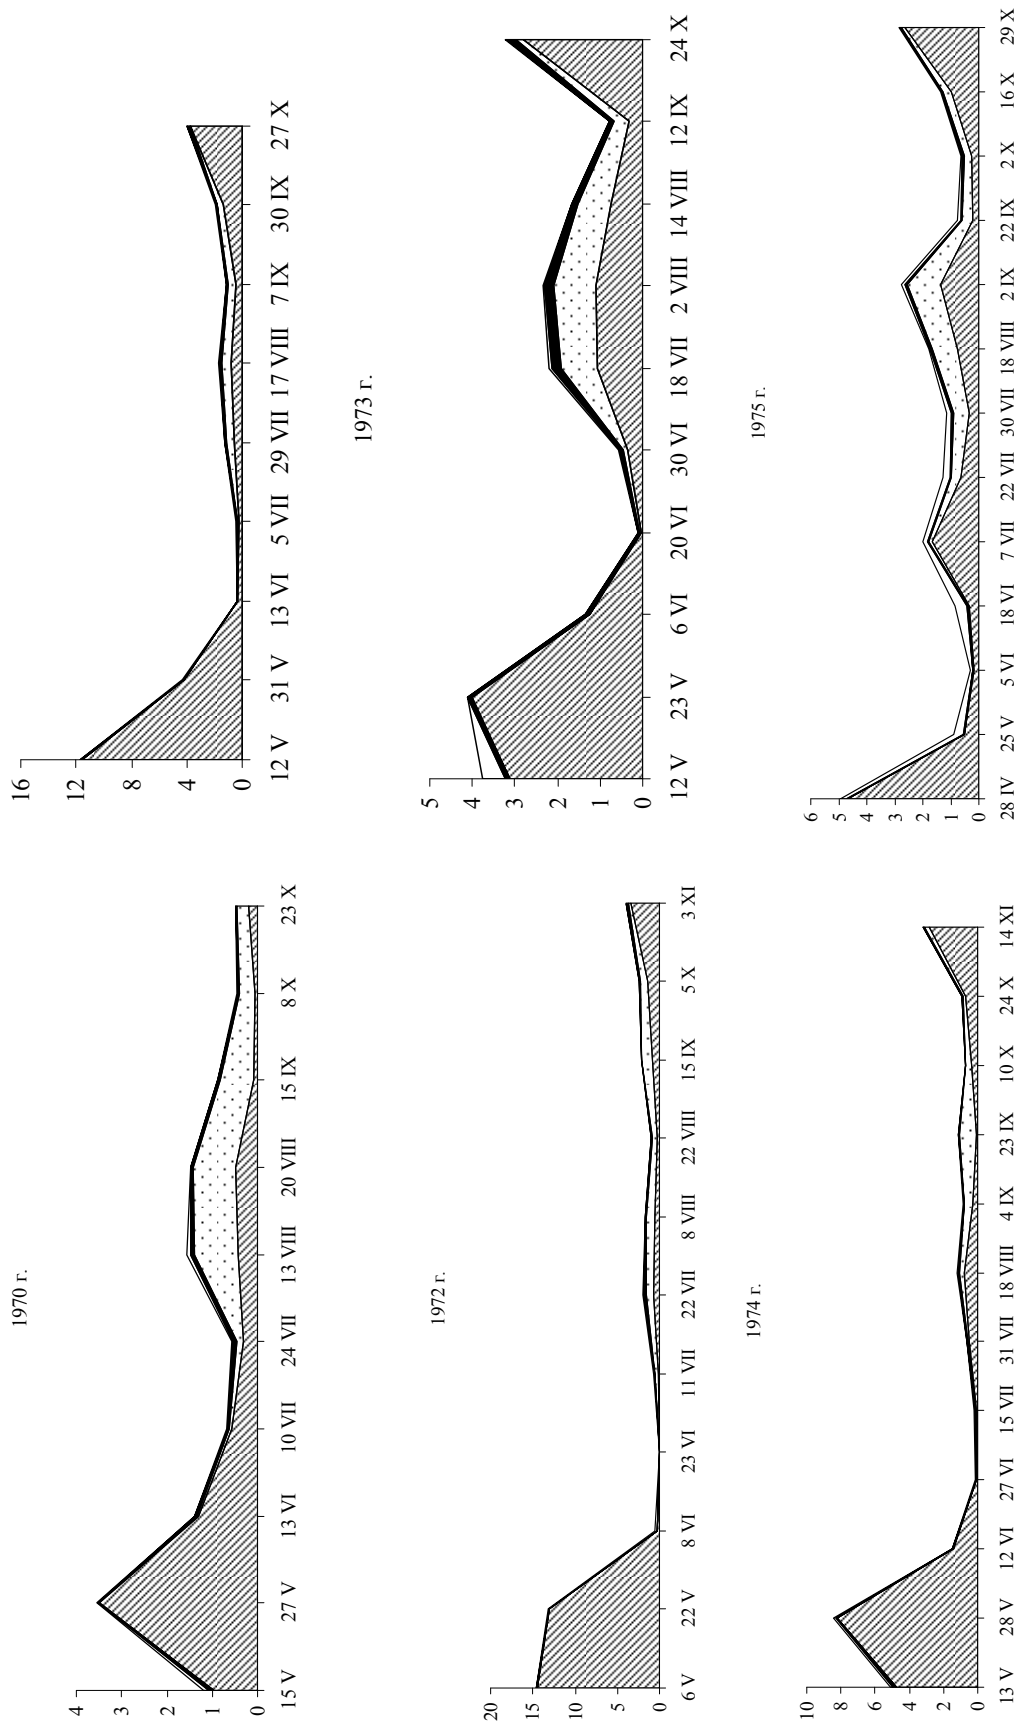 1970 г.
4
3
2
1
0
15 V
27 V
13 VI
10 VII
24 VII
13 VIII
20 VIII
15 IX
8 X
23 X
16
12
8
4
0
12 V
31 V
13 VI
5 VII
29 VII
17 VIII
7 IX
30 IX
27 X
1972 г.
20
15
10
5
0
6 V
22 V
8 VI
23 VI
11 VII
22 VII
8 VIII
22 VIII
15 IX
5 X
3 XI
1973 г.
5
4
3
2
1
0
12 V
23 V
6 VI
20 VI
30 VI
18 VII
2 VIII
14 VIII
12 IX
24 X
1974 г.
10
8
6
4
2
0
13 V
28 V
12 VI
27 VI
15 VII
31 VII
18 VIII
4 IX
23 IX
10 X
24 X
14 XI
1975 г.
6
5
4
3
2
1
0
28 IV
25 V
5 VI
18 VI
7 VII
22 VII
30 VII
18 VIII
2 IX
22 IX
2 X
16 X
29 X